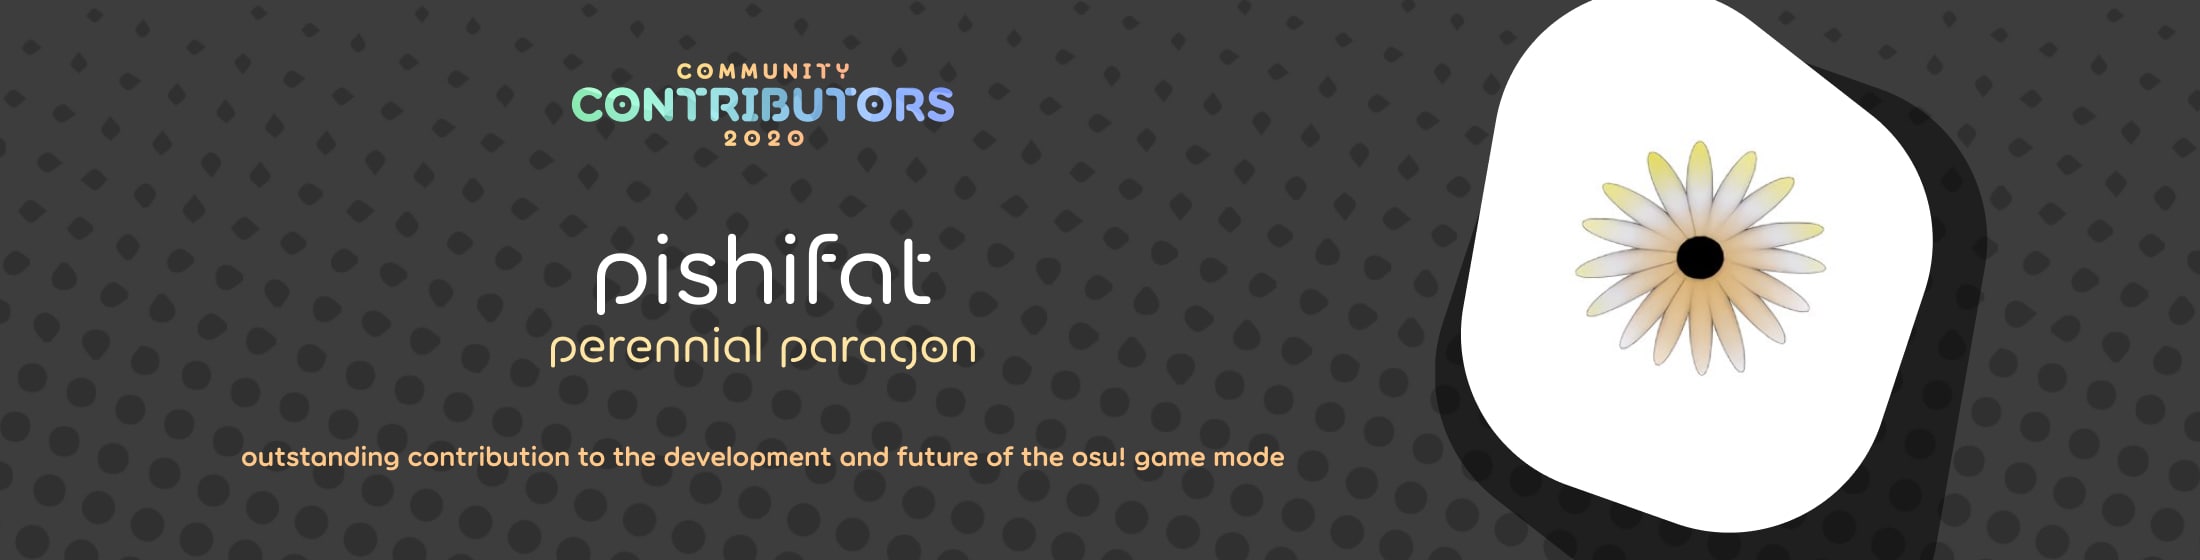 COMMUNITY
CONTRIBUTORS
2020
pishifat
perennial paragon
outstanding contribution to the development and future of the osu! game mode